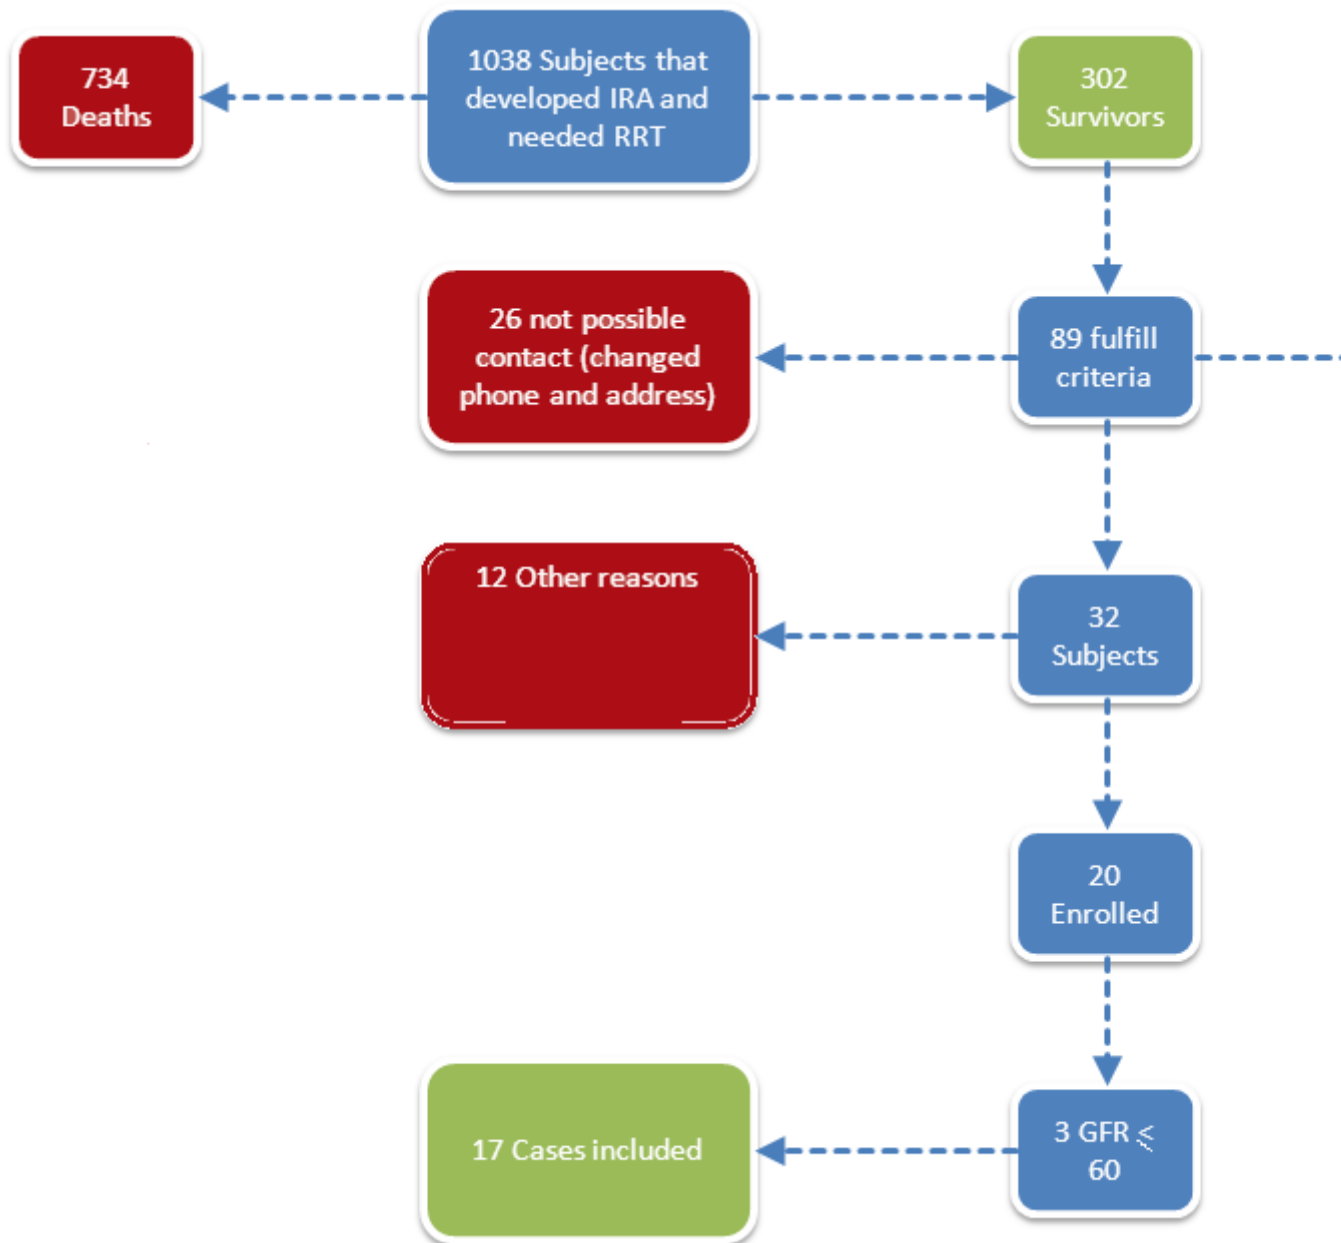 734
Deaths
1038 Subjects that
developed IRA and
needed RRT
302
Survivors
26 not possible
contact (changed
phone and address)
89 fulfill
criteria
12 Other reasons
32
Subjects
20
Enrolled
17 Cases included
3 GFR ≤
60